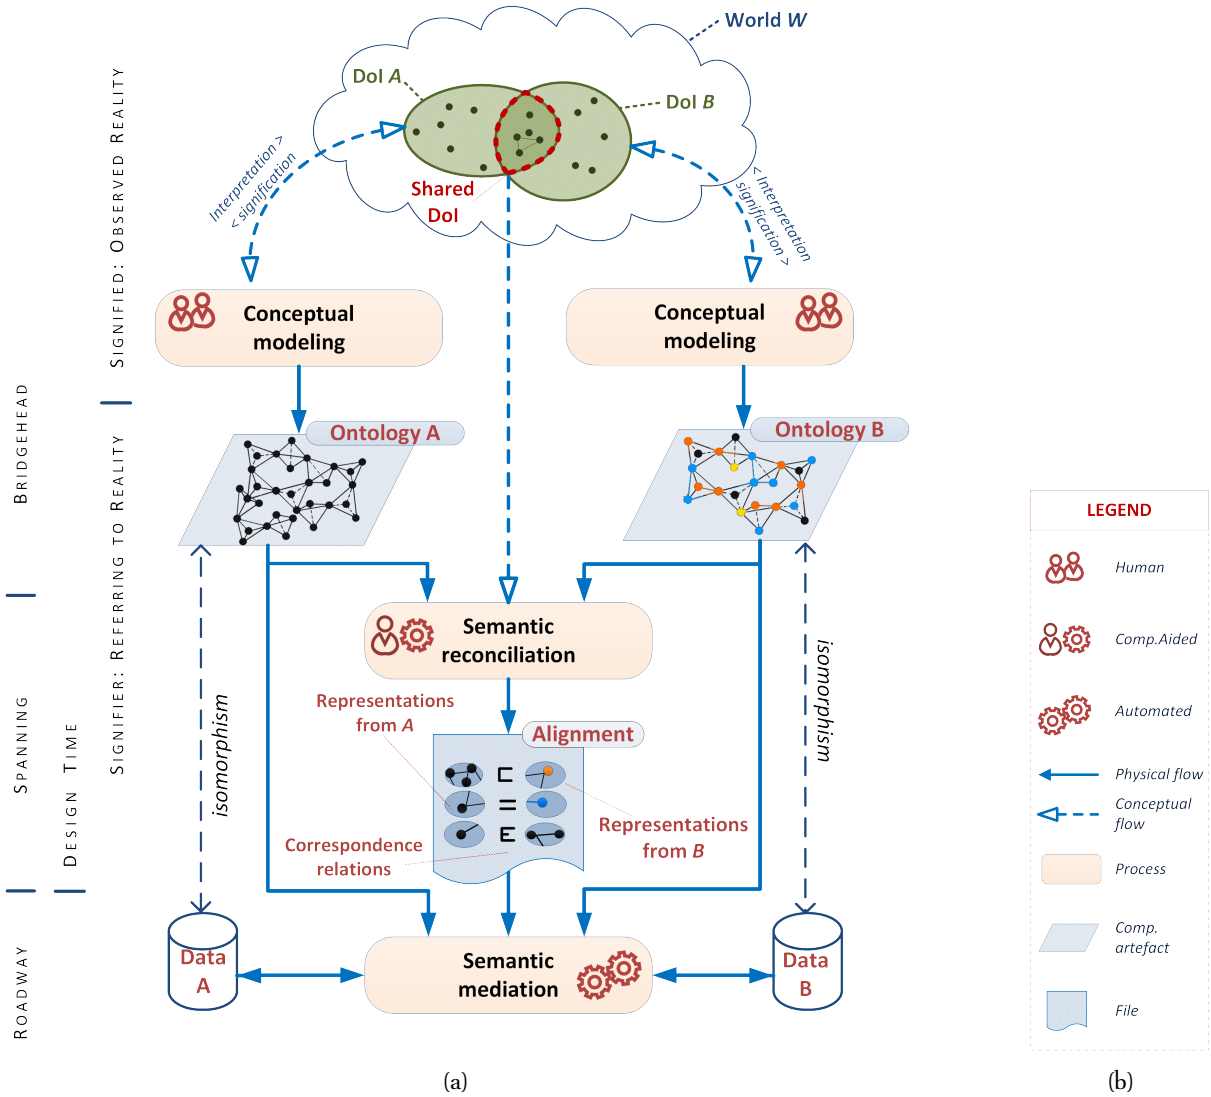 World W
DoI A
DoI B
Shared
DoI
Interpretation >
< signification
< Interpretation
signification >
SIGNIFIED: OBSERVED REALITY
Conceptual
modeling
Conceptual
modeling
BRIDGEHEAD
Ontology A
Ontology B
SIGNIFIER: REFERRING TO REALITY
Semantic
reconciliation
isomorphism
isomorphism
SPANNING
DESIGN TIME
Representations
from A
Alignment
⊏
=
Representations
from B
Correspondence
relations
E
Data
A
Semantic
mediation
Data
B
ROADWAY
(a)
LEGEND
Human
Comp.Aided
Automated
Physical flow
Conceptual
flow
Process
Comp.
artefact
File
(b)